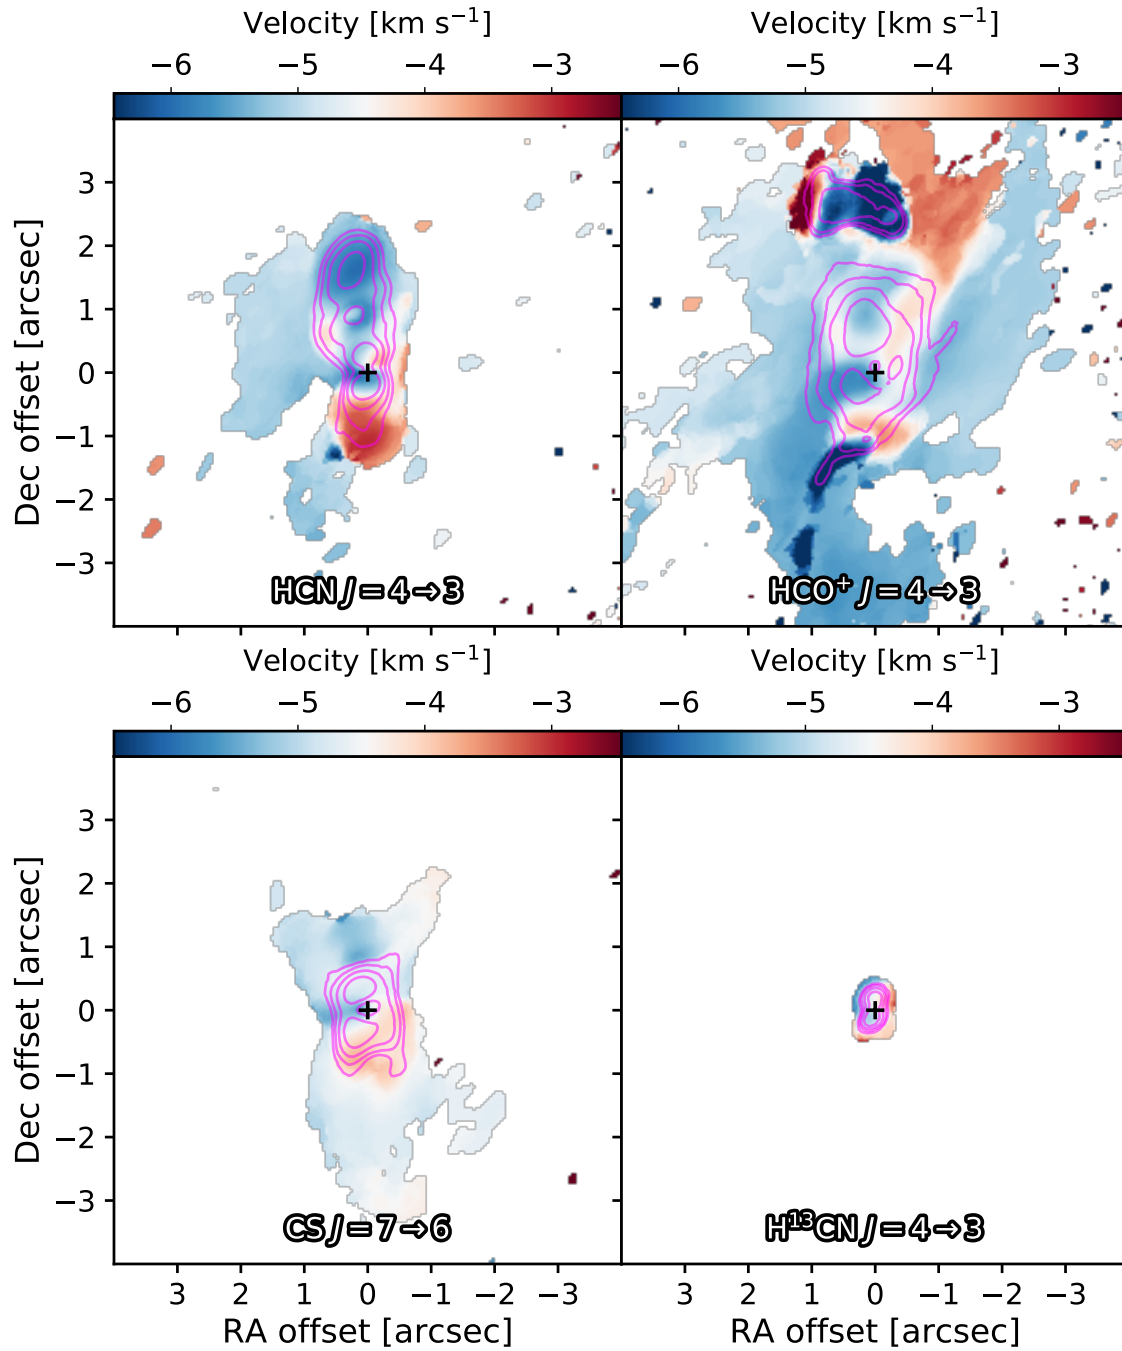 Velocity [km s⁻¹]
Velocity [km s⁻¹]
−6 −5 −4 −3
−6 −5 −4 −3
Dec offset [arcsec]
3
2
1
0
−1
−2
−3
HCN J = 4 → 3
HCO⁺ J = 4 → 3
Velocity [km s⁻¹]
Velocity [km s⁻¹]
−6 −5 −4 −3
−6 −5 −4 −3
Dec offset [arcsec]
3
2
1
0
−1
−2
−3
CS J = 7 → 6
H¹³CN J = 4 → 3
3 2 1 0 −1 −2 −3
3 2 1 0 −1 −2 −3
RA offset [arcsec]
RA offset [arcsec]